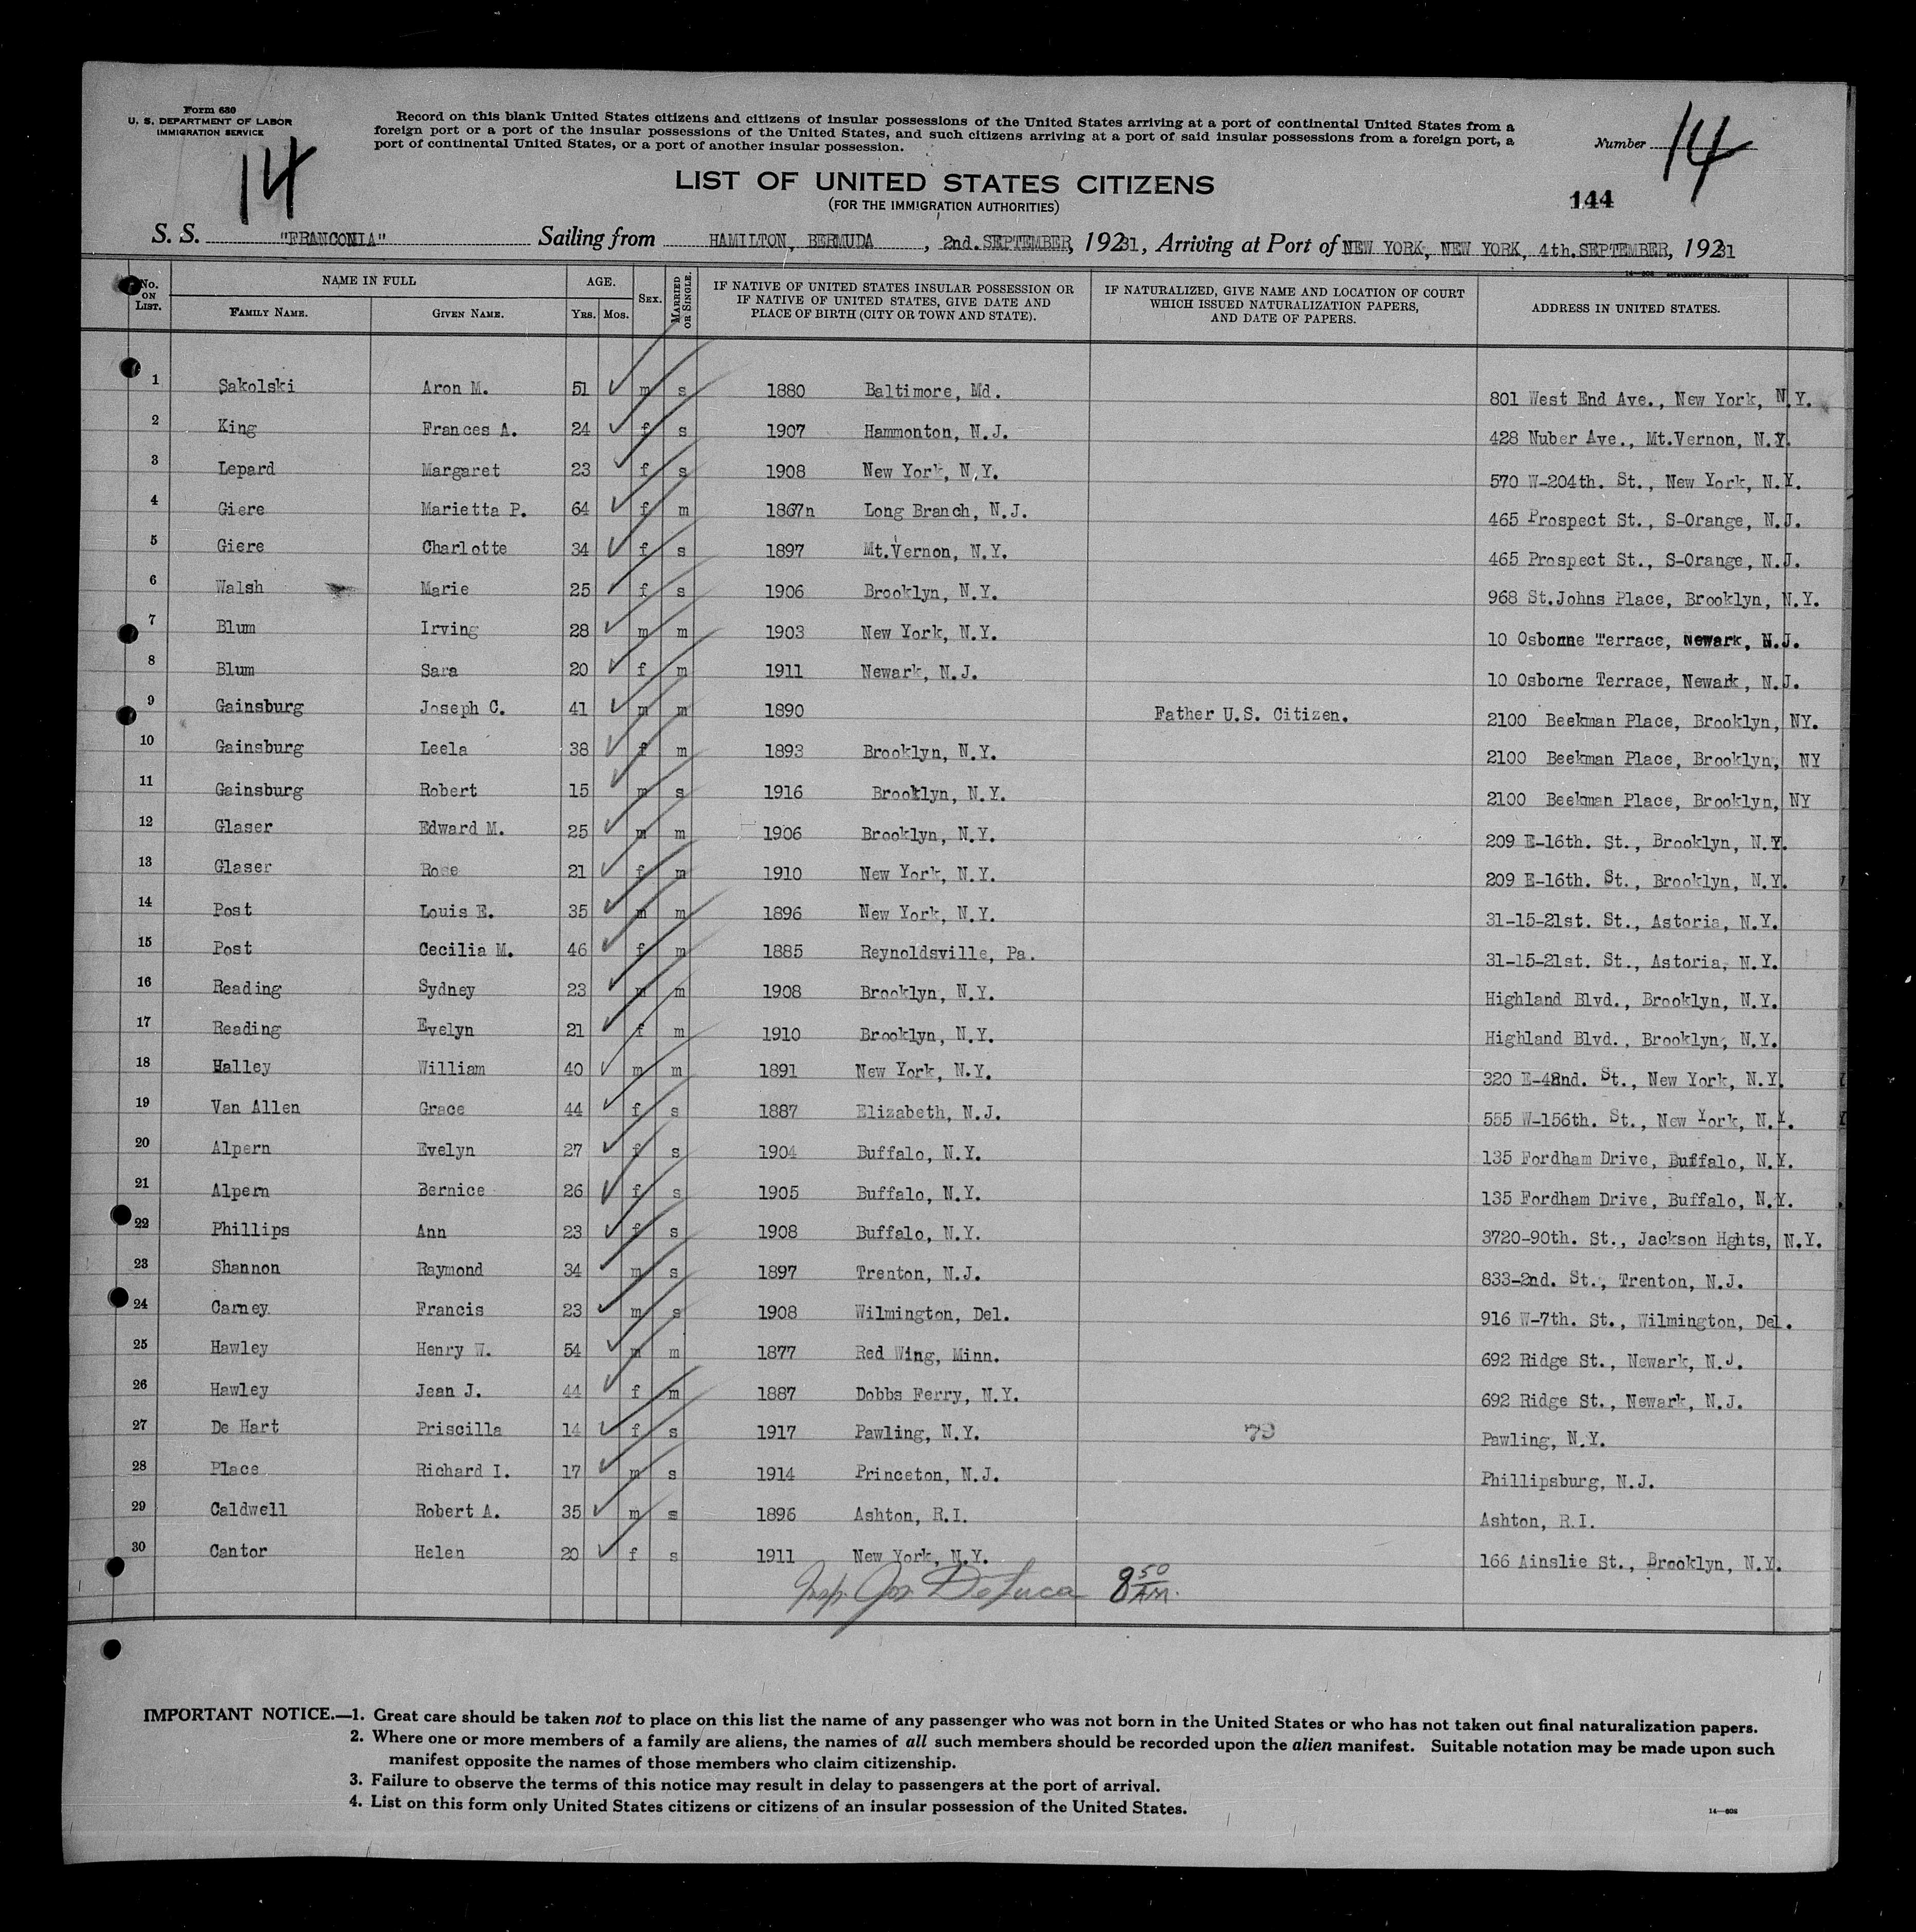 Form 630
U. S. DEPARTMENT OF LABOR
IMMIGRATION SERVICE
14
Record on this blank United States citizens and citizens of insular possessions of the United States arriving at a port of continental United States from a
foreign port or a port of the insular possessions of the United States, and such citizens arriving at a port of said insular possessions from a foreign port, a
port of continental United States, or a port of another insular possession.
Number 14
LIST OF UNITED STATES CITIZENS
(FOR THE IMMIGRATION AUTHORITIES)
144
S. S. "FRANCONIA" Sailing from HAMILTON, BERMUDA, 2nd. SEPTEMBER, 1931, Arriving at Port of NEW YORK, NEW YORK, 4th. SEPTEMBER, 1931
No. ON LIST. NAME IN FULL FAMILY NAME. GIVEN NAME. AGE. YRS. MOS. SEX. MARRIED OR SINGLE. IF NATIVE OF UNITED STATES INSULAR POSSESSION OR IF NATIVE OF UNITED STATES, GIVE DATE AND PLACE OF BIRTH (CITY OR TOWN AND STATE). IF NATURALIZED, GIVE NAME AND LOCATION OF COURT WHICH ISSUED NATURALIZATION PAPERS, AND DATE OF PAPERS. ADDRESS IN UNITED STATES.
1 Sakolski Aron M. 51 m s 1880 Baltimore, Md. 801 West End Ave., New York, N.Y.
2 King Frances A. 24 f s 1907 Hammonton, N.J. 428 Nuber Ave., Mt.Vernon, N.Y.
3 Lepard Margaret 23 f s 1908 New York, N.Y. 570 W-204th. St., New York, N.Y.
4 Giere Marietta P. 64 f m 1867n Long Branch, N.J. 465 Prospect St., S-Orange, N.J.
5 Giere Charlotte 34 f s 1897 Mt.Vernon, N.Y. 465 Prospect St., S-Orange, N.J.
6 Walsh Marie 25 f s 1906 Brooklyn, N.Y. 968 St.Johns Place, Brooklyn, N.Y.
7 Blum Irving 28 m m 1903 New York, N.Y. 10 Osborne Terrace, Newark, N.J.
8 Blum Sara 20 f m 1911 Newark, N.J. 10 Osborne Terrace, Newark, N.J.
9 Gainsburg Joseph C. 41 m m 1890 Father U.S. Citizen. 2100 Beekman Place, Brooklyn, NY.
10 Gainsburg Leela 38 f m 1893 Brooklyn, N.Y. 2100 Beekman Place, Brooklyn, NY
11 Gainsburg Robert 15 m s 1916 Brooklyn, N.Y. 2100 Beekman Place, Brooklyn, NY
12 Glaser Edward M. 25 m m 1906 Brooklyn, N.Y. 209 E-16th. St., Brooklyn, N.Y.
13 Glaser Rose 21 f m 1910 New York, N.Y. 209 E-16th. St., Brooklyn, N.Y.
14 Post Louis E. 35 m m 1896 New York, N.Y. 31-15-21st. St., Astoria, N.Y.
15 Post Cecilia M. 46 f m 1885 Reynoldsville, Pa. 31-15-21st. St., Astoria, N.Y.
16 Reading Sydney 23 m m 1908 Brooklyn, N.Y. Highland Blvd., Brooklyn, N.Y.
17 Reading Evelyn 21 f m 1910 Brooklyn, N.Y. Highland Blvd., Brooklyn, N.Y.
18 Halley William 40 m m 1891 New York, N.Y. 320 E-42nd. St., New York, N.Y.
19 Van Allen Grace 44 f s 1887 Elizabeth, N.J. 555 W-156th. St., New York, N.Y.
20 Alpern Evelyn 27 f s 1904 Buffalo, N.Y. 135 Fordham Drive, Buffalo, N.Y.
21 Alpern Bernice 26 f s 1905 Buffalo, N.Y. 135 Fordham Drive, Buffalo, N.Y.
22 Phillips Ann 23 f s 1908 Buffalo, N.Y. 3720-90th. St., Jackson Hghts, N.Y.
23 Shannon Raymond 34 m s 1897 Trenton, N.J. 833-2nd. St., Trenton, N.J.
24 Carney Francis 23 m s 1908 Wilmington, Del. 916 W-7th. St., Wilmington, Del.
25 Hawley Henry W. 54 m m 1877 Red Wing, Minn. 692 Ridge St., Newark, N.J.
26 Hawley Jean J. 44 f m 1887 Dobbs Ferry, N.Y. 692 Ridge St., Newark, N.J.
27 De Hart Priscilla 14 f s 1917 Pawling, N.Y. 79 Pawling, N.Y.
28 Place Richard I. 17 m s 1914 Princeton, N.J. Phillipsburg, N.J.
29 Caldwell Robert A. 35 m s 1896 Ashton, R.I. Ashton, R.I.
30 Cantor Helen 20 f s 1911 New York, N.Y. 166 Ainslie St., Brooklyn, N.Y.
Insp. Jos. DeLuca 8 50 AM.
IMPORTANT NOTICE.—1. Great care should be taken not to place on this list the name of any passenger who was not born in the United States or who has not taken out final naturalization papers.
2. Where one or more members of a family are aliens, the names of all such members should be recorded upon the alien manifest. Suitable notation may be made upon such
manifest opposite the names of those members who claim citizenship.
3. Failure to observe the terms of this notice may result in delay to passengers at the port of arrival.
4. List on this form only United States citizens or citizens of an insular possession of the United States.
14—608